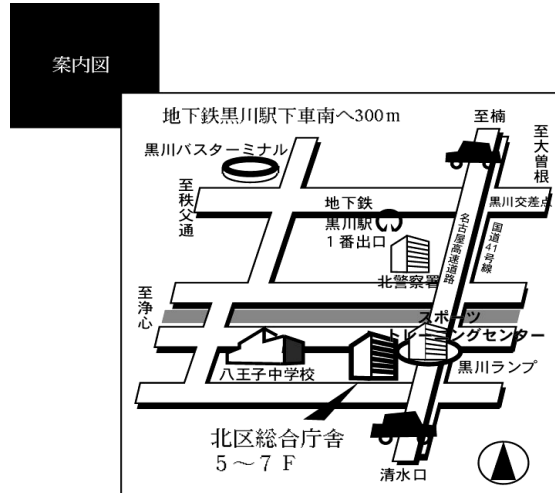 案内図
地下鉄黒川駅下車南へ300m
至楠
至大曽根
黒川バスターミナル
至秩父通
地下鉄
黒川駅
1番出口
黒川交差点
名古屋高速道路
国道41号線
北警察署
至浄心
スポーツ
トレーニングセンター
八王子中学校
黒川ランプ
北区総合庁舎
5～7 F
清水口